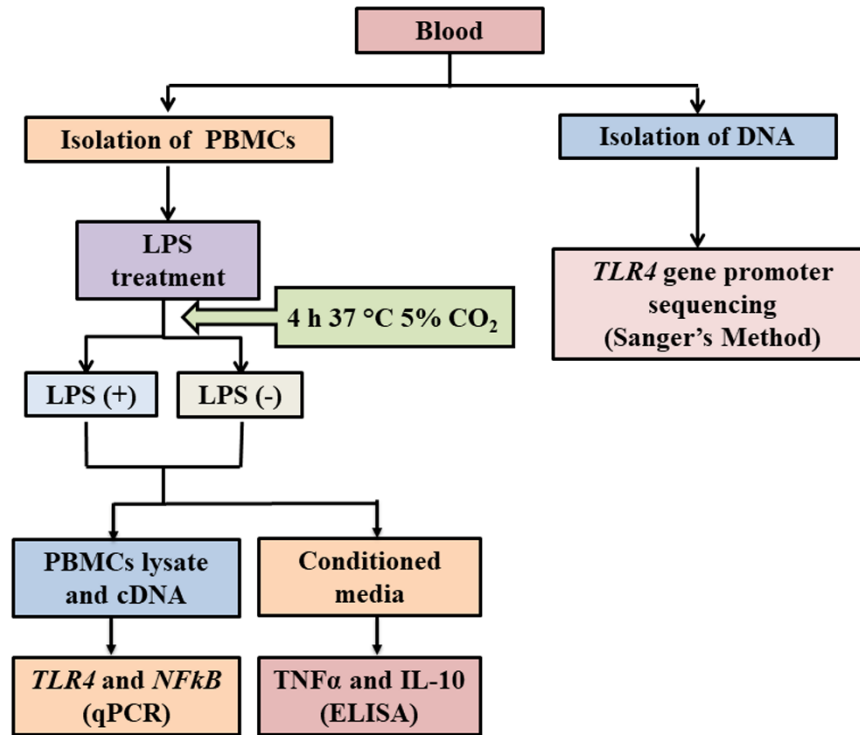 Blood
Isolation of PBMCs
Isolation of DNA
LPS
treatment
4 h 37 °C 5% CO₂
TLR4 gene promoter
sequencing
(Sanger's Method)
LPS (+)
LPS (-)
PBMCs lysate
and cDNA
Conditioned
media
TLR4 and NFkB
(qPCR)
TNFα and IL-10
(ELISA)